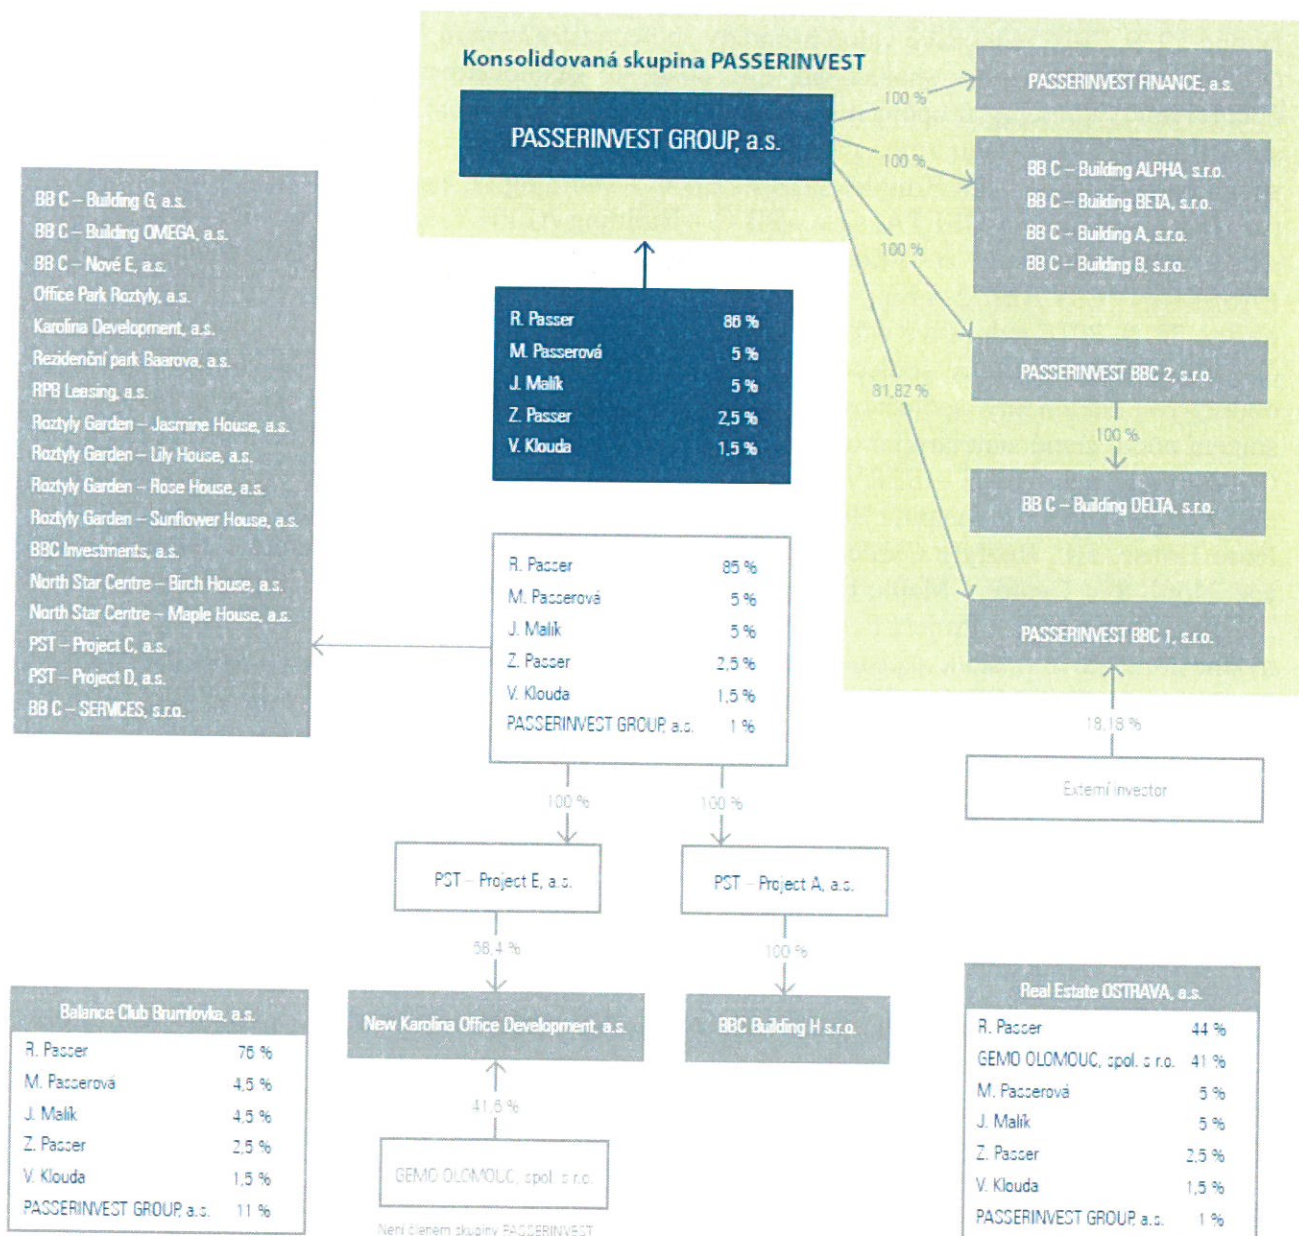 Konsolidovaná skupina PASSERINVEST
PASSERINVEST GROUP, a.s.
100 %
PASSERINVEST FINANCE, a.s.
100 %
BB C – Building ALPHA, s.r.o.
BB C – Building BETA, s.r.o.
BB C – Building A, s.r.o.
BB C – Building B, s.r.o.
100 %
PASSERINVEST BBC 2, s.r.o.
100 %
BB C – Building DELTA, s.r.o.
81,82 %
PASSERINVEST BBC 1, s.r.o.
18,18 %
Externí investor
R. Passer 86 %
M. Passerová 5 %
J. Malík 5 %
Z. Passer 2,5 %
V. Klouda 1,5 %
BB C – Building G, a.s.
BB C – Building OMEGA, a.s.
BB C – Nové E, a.s.
Office Park Roztyly, a.s.
Karolina Development, a.s.
Rezidenční park Baarova, a.s.
RPB Leasing, a.s.
Roztyly Garden – Jasmine House, a.s.
Roztyly Garden – Lily House, a.s.
Roztyly Garden – Rose House, a.s.
Roztyly Garden – Sunflower House, a.s.
BBC Investments, a.s.
North Star Centre – Birch House, a.s.
North Star Centre – Maple House, a.s.
PST – Project C, a.s.
PST – Project D, a.s.
BB C – SERVICES, s.r.o.
R. Passer 85 %
M. Passerová 5 %
J. Malík 5 %
Z. Passer 2,5 %
V. Klouda 1,5 %
PASSERINVEST GROUP, a.s. 1 %
100 %
100 %
PST – Project E, a.s.
PST – Project A, a.s.
58,4 %
100 %
New Karolina Office Development, a.s.
BBC Building H s.r.o.
41,6 %
GEMO OLOMOUC, spol. s r.o.
Není členem skupiny PASSERINVEST
Balance Club Brumlovka, a.s.
R. Passer 76 %
M. Passerová 4,5 %
J. Malík 4,5 %
Z. Passer 2,5 %
V. Klouda 1,5 %
PASSERINVEST GROUP, a.s. 11 %
Real Estate OSTRAVA, a.s.
R. Passer 44 %
GEMO OLOMOUC, spol. s r.o. 41 %
M. Passerová 5 %
J. Malík 5 %
Z. Passer 2,5 %
V. Klouda 1,5 %
PASSERINVEST GROUP, a.s. 1 %